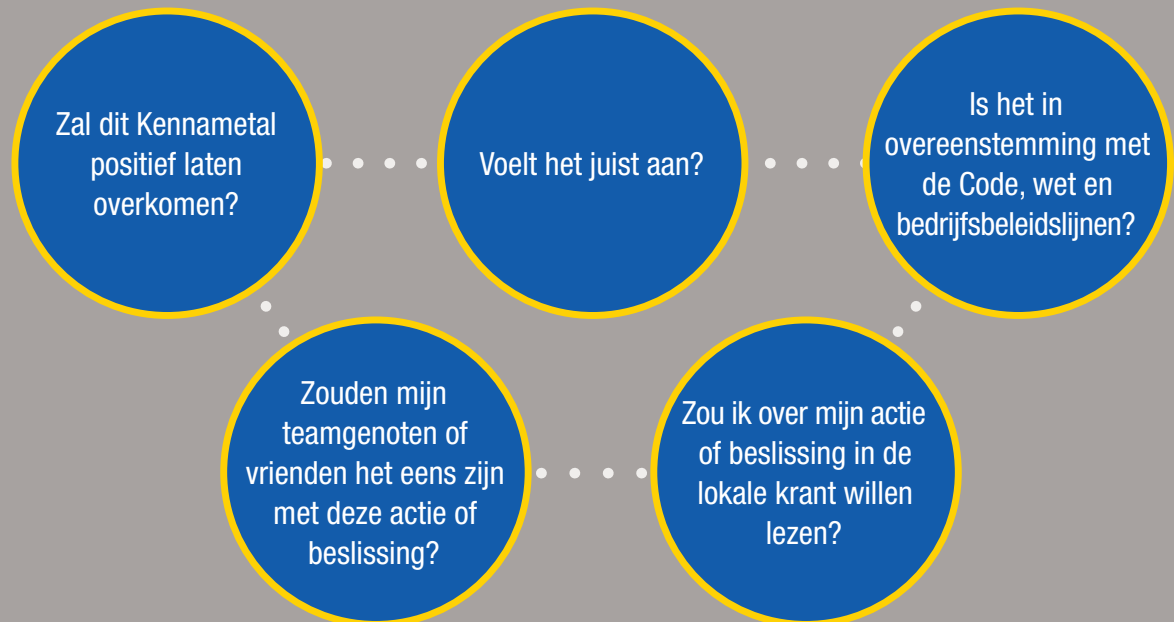 Zal dit Kennametal
positief laten
overkomen?
Voelt het juist aan?
Is het in
overeenstemming met
de Code, wet en
bedrijfsbeleidslijnen?
Zouden mijn
teamgenoten of
vrienden het eens zijn
met deze actie of
beslissing?
Zou ik over mijn actie
of beslissing in de
lokale krant willen
lezen?